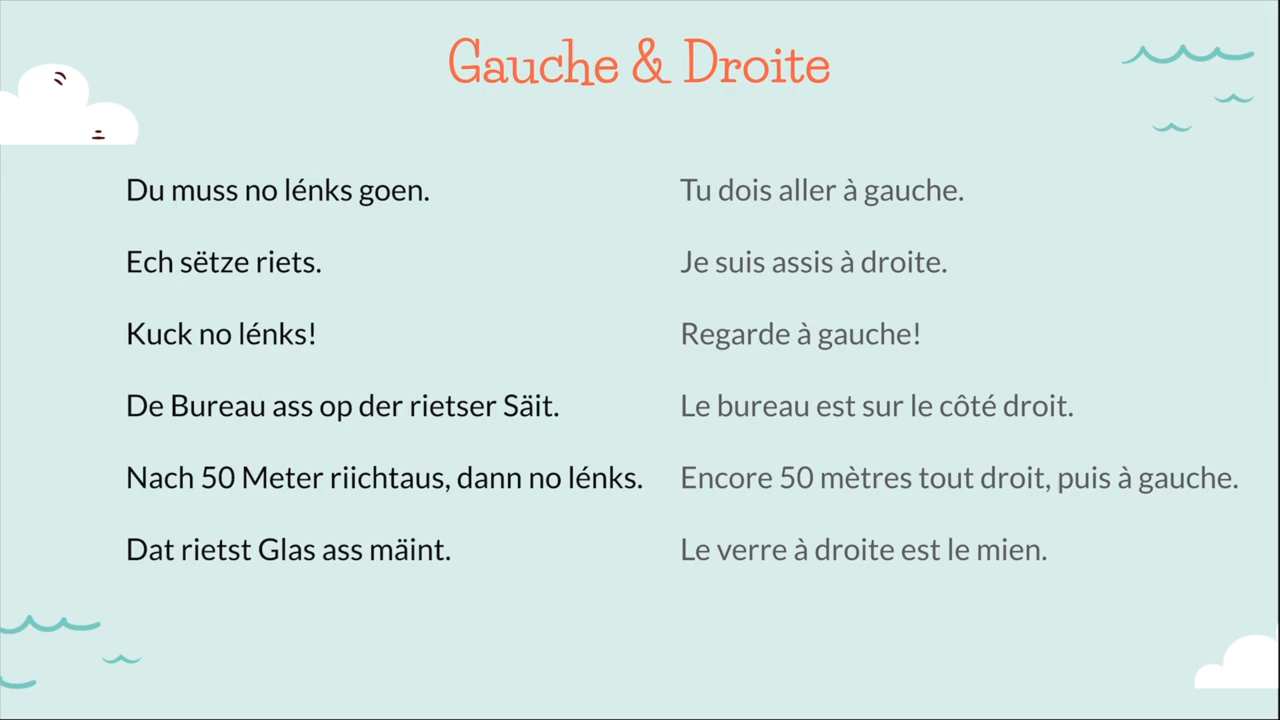 Gauche & Droite
Du muss no lénks goen.
Tu dois aller à gauche.
Ech sëtze riets.
Je suis assis à droite.
Kuck no lénks!
Regarde à gauche!
De Bureau ass op der rietser Säit.
Le bureau est sur le côté droit.
Nach 50 Meter riichtaus, dann no lénks.
Encore 50 mètres tout droit, puis à gauche.
Dat rietst Glas ass mäint.
Le verre à droite est le mien.